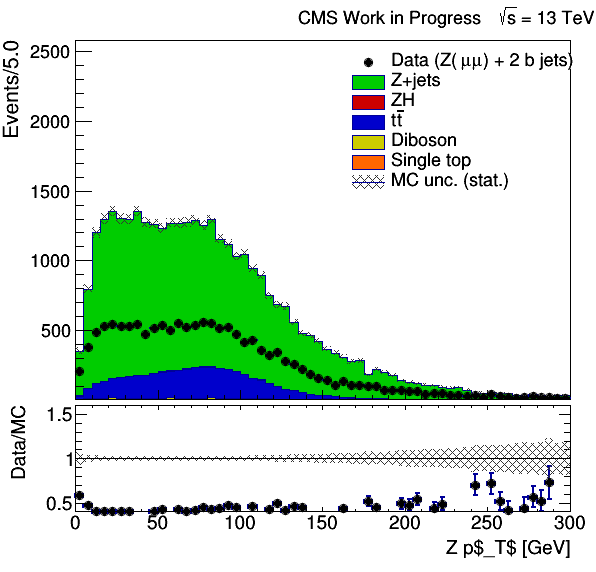 CMS Work in Progress √s = 13 TeV
Events/5.0
2500
2000
1500
1000
500
Data (Z(μμ) + 2 b jets)
Z+jets
ZH
tt̅
Diboson
Single top
MC unc. (stat.)
Data/MC
1.5
1
0.5
0 50 100 150 200 250 300
Z p$_T$ [GeV]